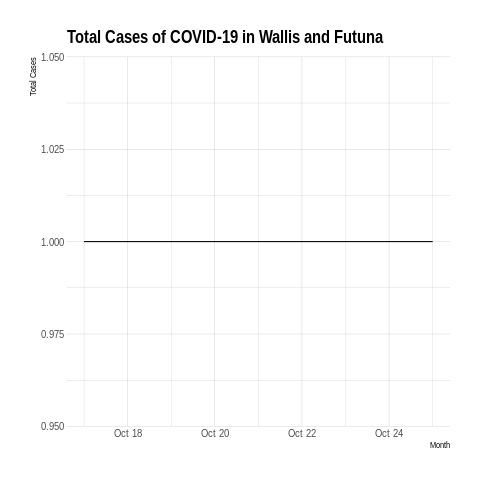 Total Cases of COVID-19 in Wallis and Futuna
Total Cases
1.050
1.025
1.000
0.975
0.950
Oct 18 Oct 20 Oct 22 Oct 24
Month